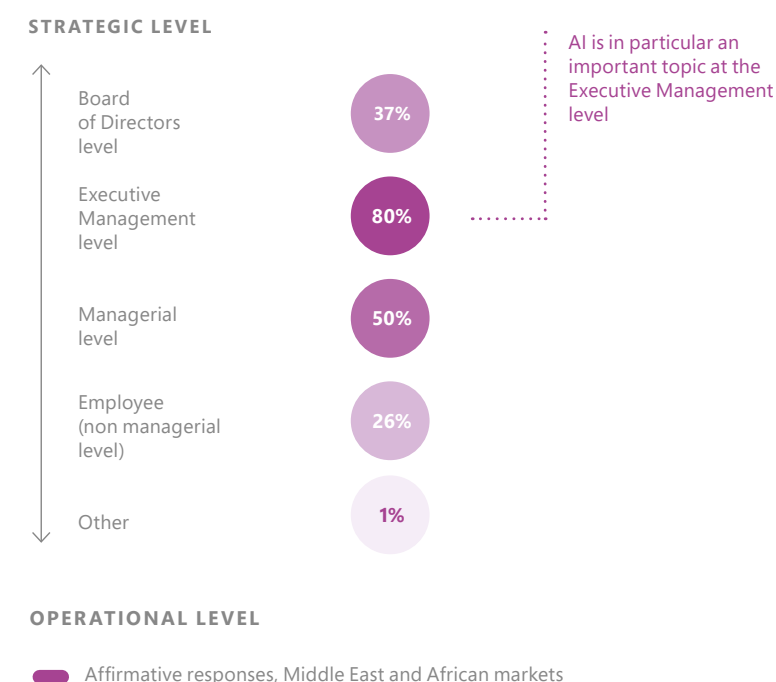 STRATEGIC LEVEL
AI is in particular an
important topic at the
Executive Management
level
Board
of Directors
level
37%
Executive
Management
level
80%
Managerial
level
50%
Employee
(non managerial
level)
26%
Other
1%
OPERATIONAL LEVEL
Affirmative responses, Middle East and African markets